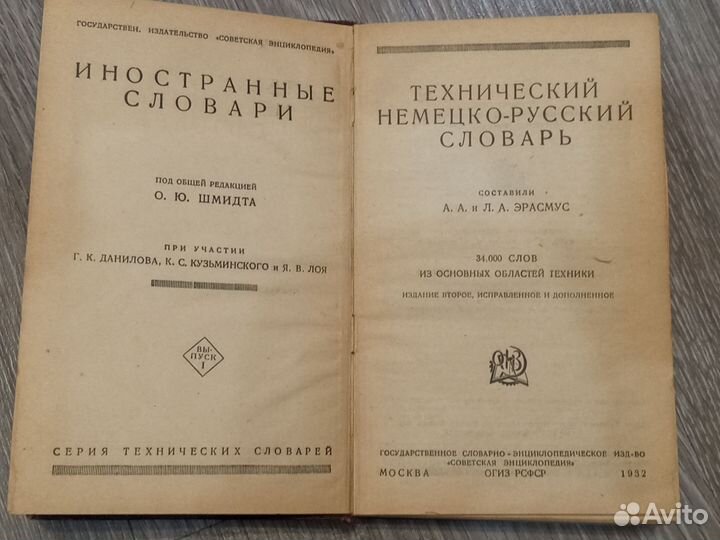 ГОСУДАРСТВЕН. ИЗДАТЕЛЬСТВО «СОВЕТСКАЯ ЭНЦИКЛОПЕДИЯ»
ИНОСТРАННЫЕ
СЛОВАРИ
ПОД ОБЩЕЙ РЕДАКЦИЕЙ
О. Ю. ШМИДТА
ПРИ УЧАСТИИ
Г. К. ДАНИЛОВА, К. С. КУЗЬМИНСКОГО и Я. В. ЛОЯ
ВЫ-
ПУСК
I
СЕРИЯ ТЕХНИЧЕСКИХ СЛОВАРЕЙ
ТЕХНИЧЕСКИЙ
НЕМЕЦКО-РУССКИЙ
СЛОВАРЬ
СОСТАВИЛИ
А. А. и Л. А. ЭРАСМУС
34.000 СЛОВ
ИЗ ОСНОВНЫХ ОБЛАСТЕЙ ТЕХНИКИ
ИЗДАНИЕ ВТОРОЕ, ИСПРАВЛЕННОЕ И ДОПОЛНЕННОЕ
ГОСУДАРСТВЕННОЕ СЛОВАРНО-ЭНЦИКЛОПЕДИЧЕСКОЕ ИЗД-ВО
«СОВЕТСКАЯ ЭНЦИКЛОПЕДИЯ»
МОСКВА ОГИЗ РСФСР 1932
Avito